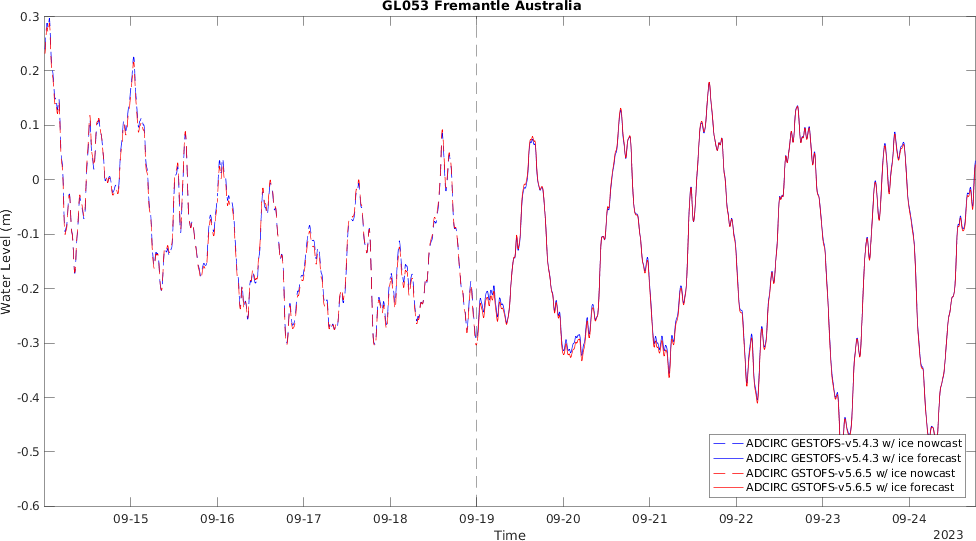 GL053 Fremantle Australia
0.3
0.2
0.1
0
-0.1
-0.2
-0.3
-0.4
-0.5
-0.6
Water Level (m)
ADCIRC GESTOFS-v5.4.3 w/ ice nowcast
ADCIRC GESTOFS-v5.4.3 w/ ice forecast
ADCIRC GSTOFS-v5.6.5 w/ ice nowcast
ADCIRC GSTOFS-v5.6.5 w/ ice forecast
09-15 09-16 09-17 09-18 09-19 09-20 09-21 09-22 09-23 09-24
Time
2023